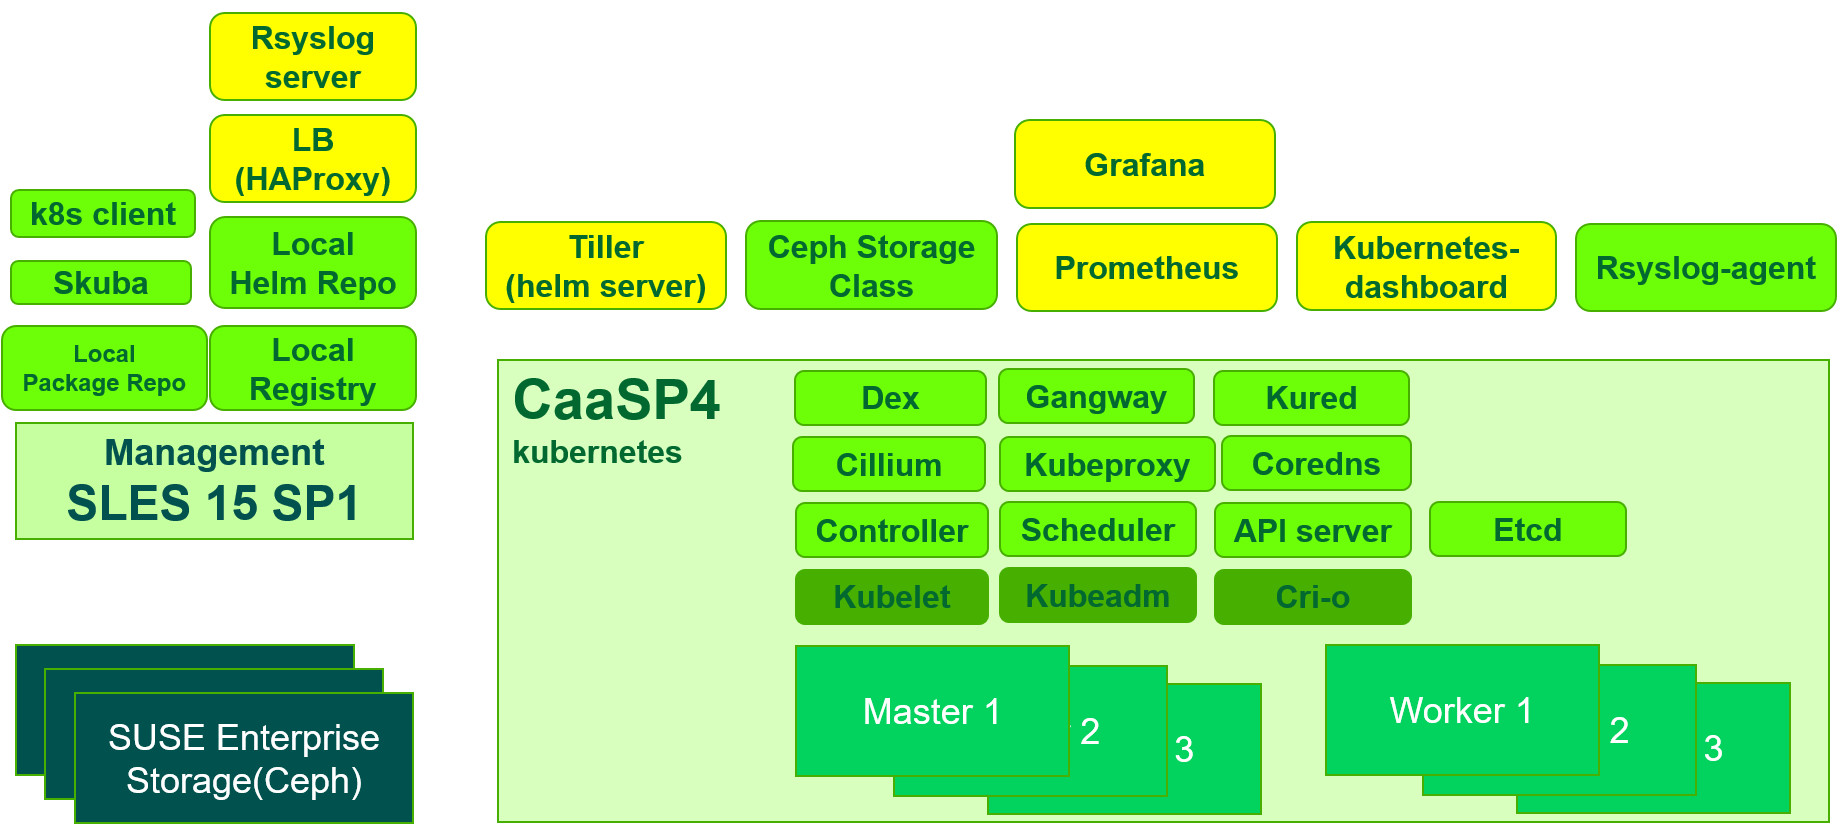 Rsyslog
server
LB
(HAProxy)
k8s client
Local
Helm Repo
Skuba
Local
Package Repo
Local
Registry
Management
SLES 15 SP1
SUSE Enterprise
Storage(Ceph)
Grafana
Tiller
(helm server)
Ceph Storage
Class
Prometheus
Kubernetes-
dashboard
Rsyslog-agent
CaaSP4
kubernetes
Dex
Gangway
Kured
Cillium
Kubeproxy
Coredns
Controller
Scheduler
API server
Etcd
Kubelet
Kubeadm
Cri-o
Master 1
2
3
Worker 1
2
3